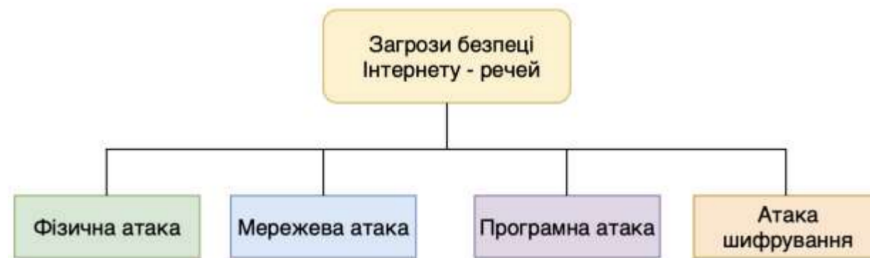 Загрози безпеці
Інтернету - речей
Фізична атака
Мережева атака
Програмна атака
Атака
шифрування